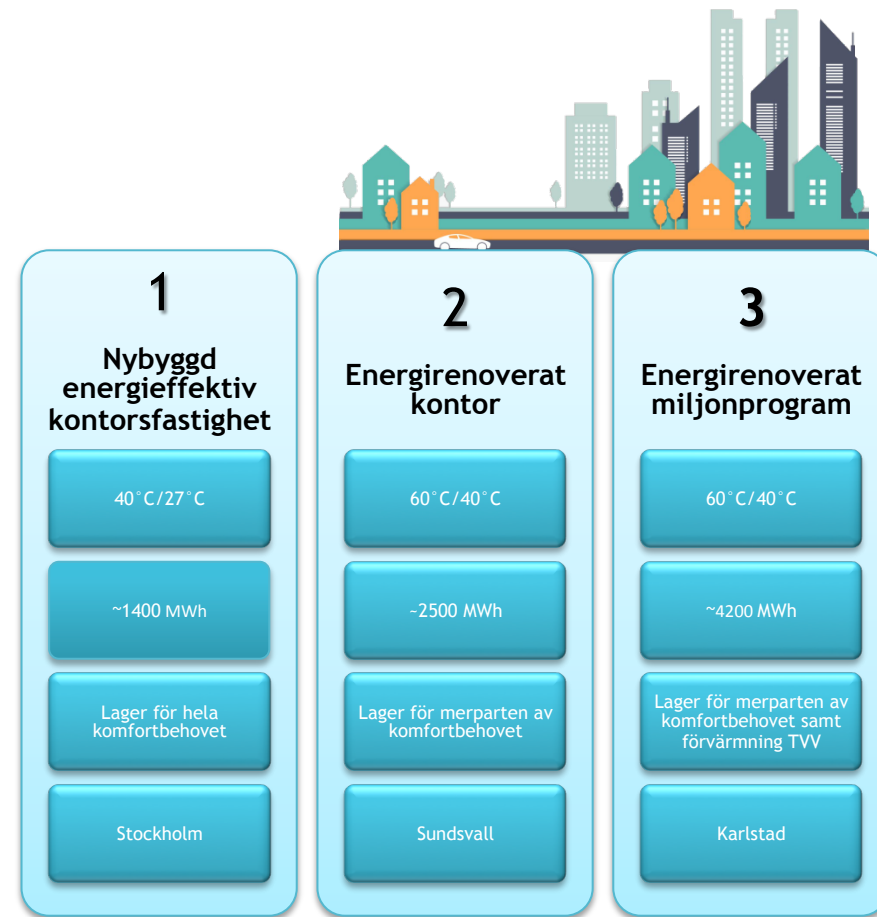 1
Nybyggd
energieffektiv
kontorsfastighet
40°C/27°C
~1400 MWh
Lager för hela
komfortbehovet
Stockholm
2
Energirenoverat
kontor
60°C/40°C
~2500 MWh
Lager för merparten av
komfortbehovet
Sundsvall
3
Energirenoverat
miljonprogram
60°C/40°C
~4200 MWh
Lager för merparten av
komfortbehovet samt
förvärmning TVV
Karlstad